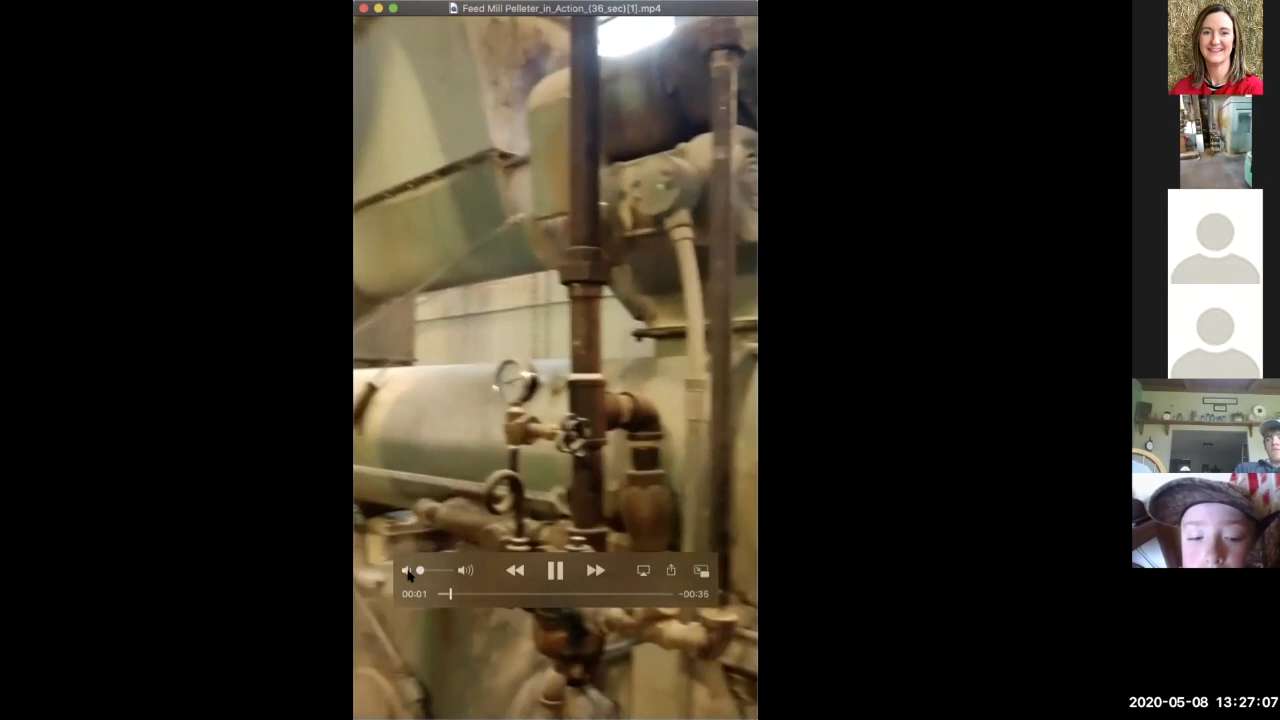 Feed Mill Pelleter_in_Action_(36_sec)[1].mp4
00:01
-00:35
2020-05-08 13:27:07